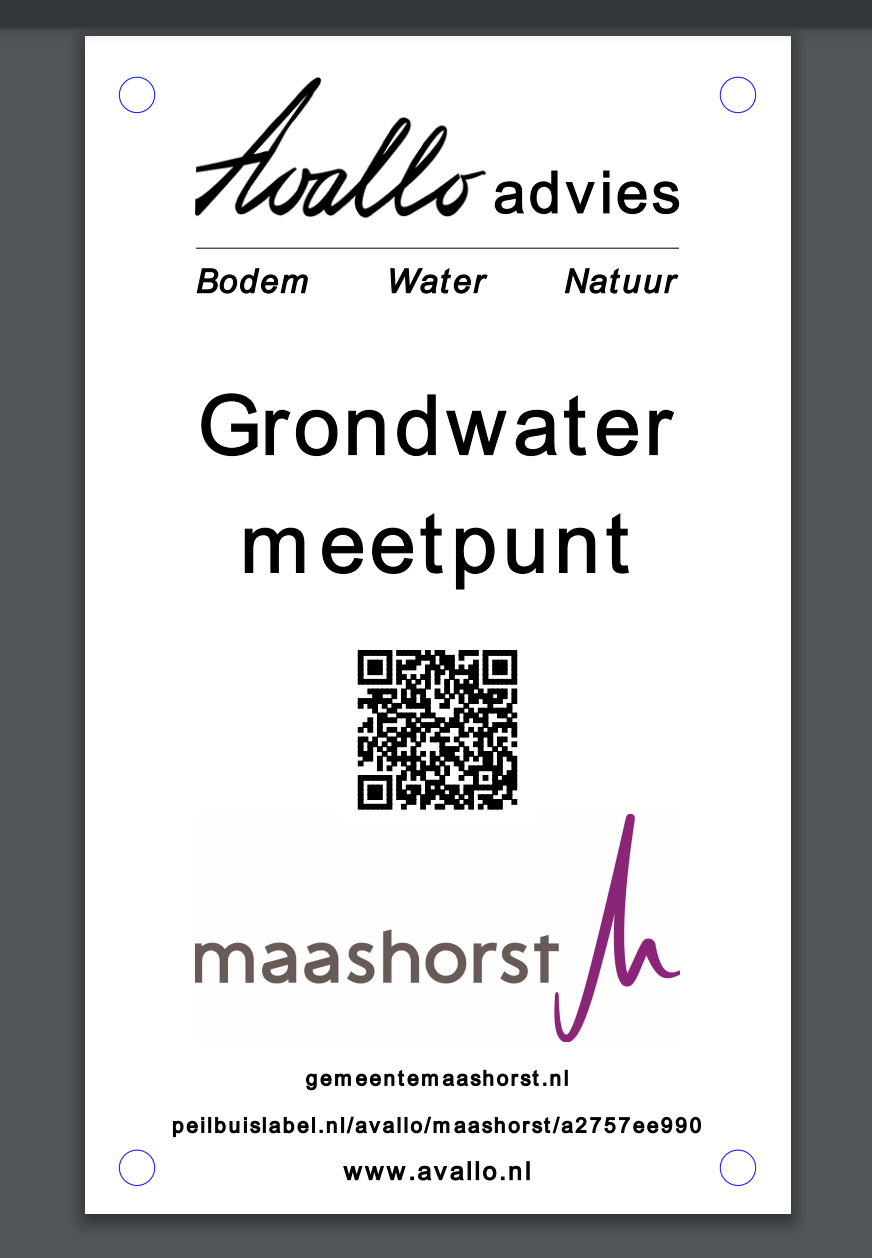 Avallo advies
Bodem Water Natuur
Grondwater
meetpunt
maashorst
gemeentemaashorst.nl
peilbuislabel.nl/avallo/maashorst/a2757ee990
www.avallo.nl